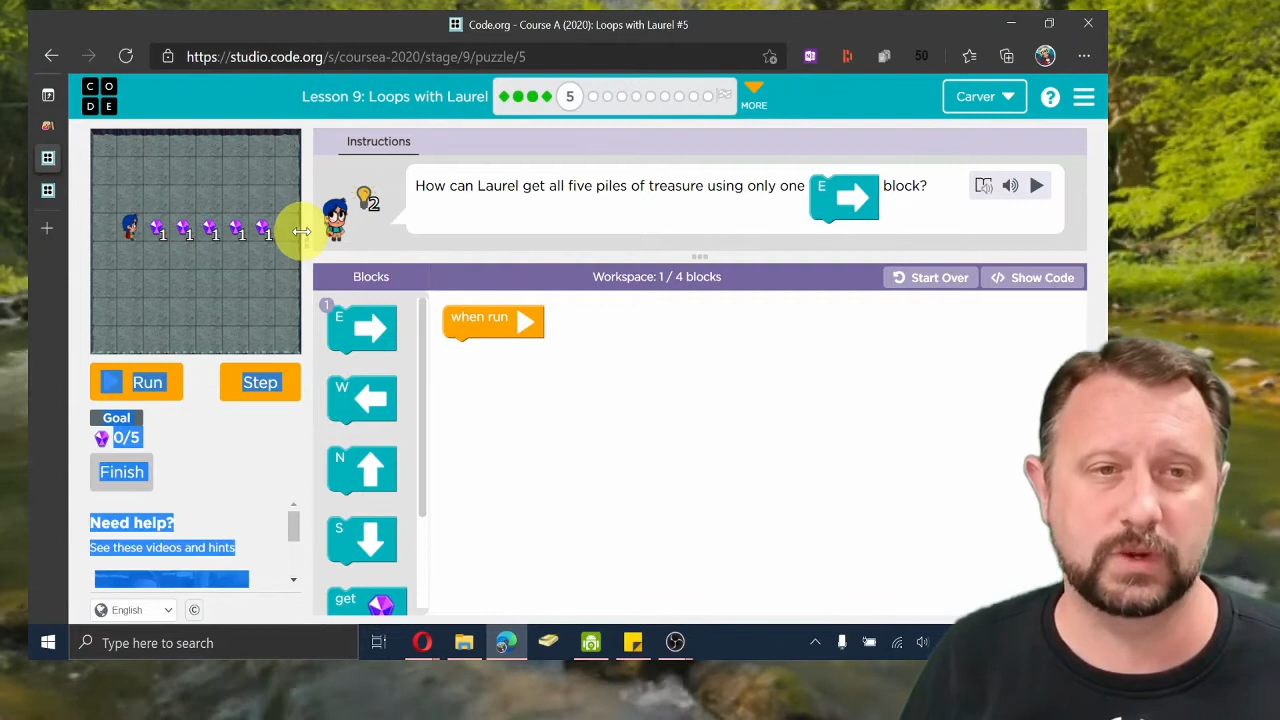 Code.org - Course A (2020): Loops with Laurel #5
https://studio.code.org/s/coursea-2020/stage/9/puzzle/5
50
C O
D E
Lesson 9: Loops with Laurel
5
MORE
Carver
?
Instructions
2
How can Laurel get all five piles of treasure using only one E block?
1 1 1 1 1
Blocks
Workspace: 1 / 4 blocks
Start Over
</> Show Code
1
E
when run
Run
Step
W
Goal
0/5
N
Finish
Need help?
S
See these videos and hints
get
English
©
Type here to search